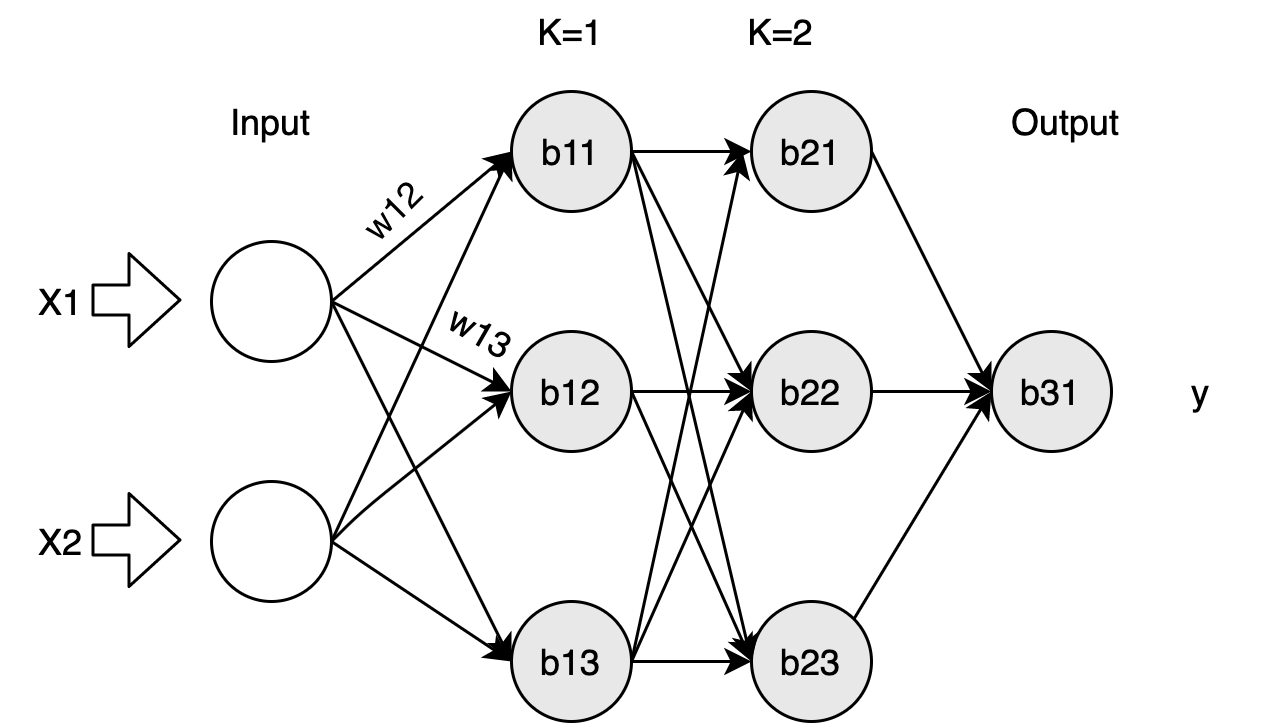 K=1
K=2
Input
Output
w12
w13
X1
X2
b11
b12
b13
b21
b22
b23
b31
y